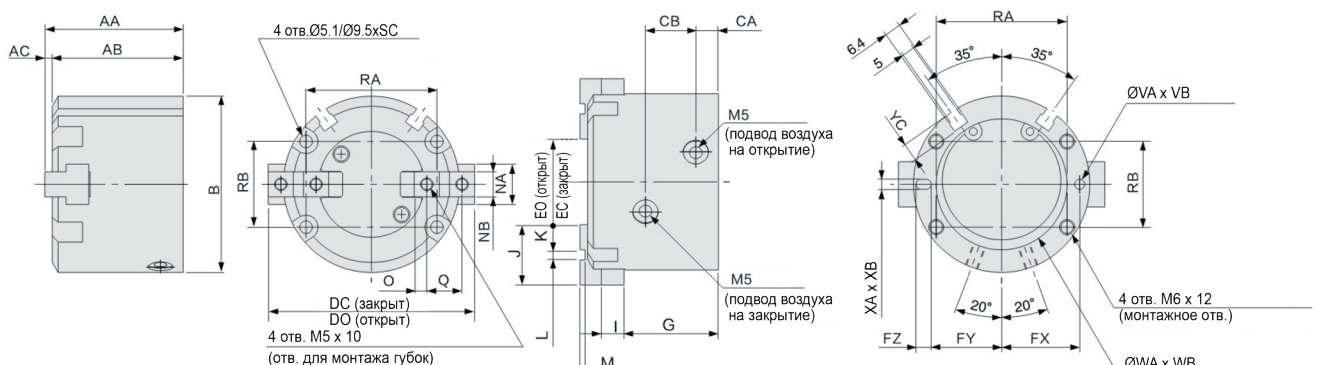 AA
AC
AB
B
4 отв.Ø5.1/Ø9.5xSC
RA
RB
NA
NB
O
Q
DC (закрыт)
DO (открыт)
4 отв. M5 x 10
(отв. для монтажа губок)
CB
CA
M5
(подвод воздуха
на открытие)
EO (открыт)
EC (закрыт)
K
J
L
I
G
M
M5
(подвод воздуха
на закрытие)
RA
6.4
5
35°
35°
ØVA x VB
YC
RB
XA x XB
20°
20°
4 отв. M6 x 12
(монтажное отв.)
FZ
FY
FX
ØWA x WB